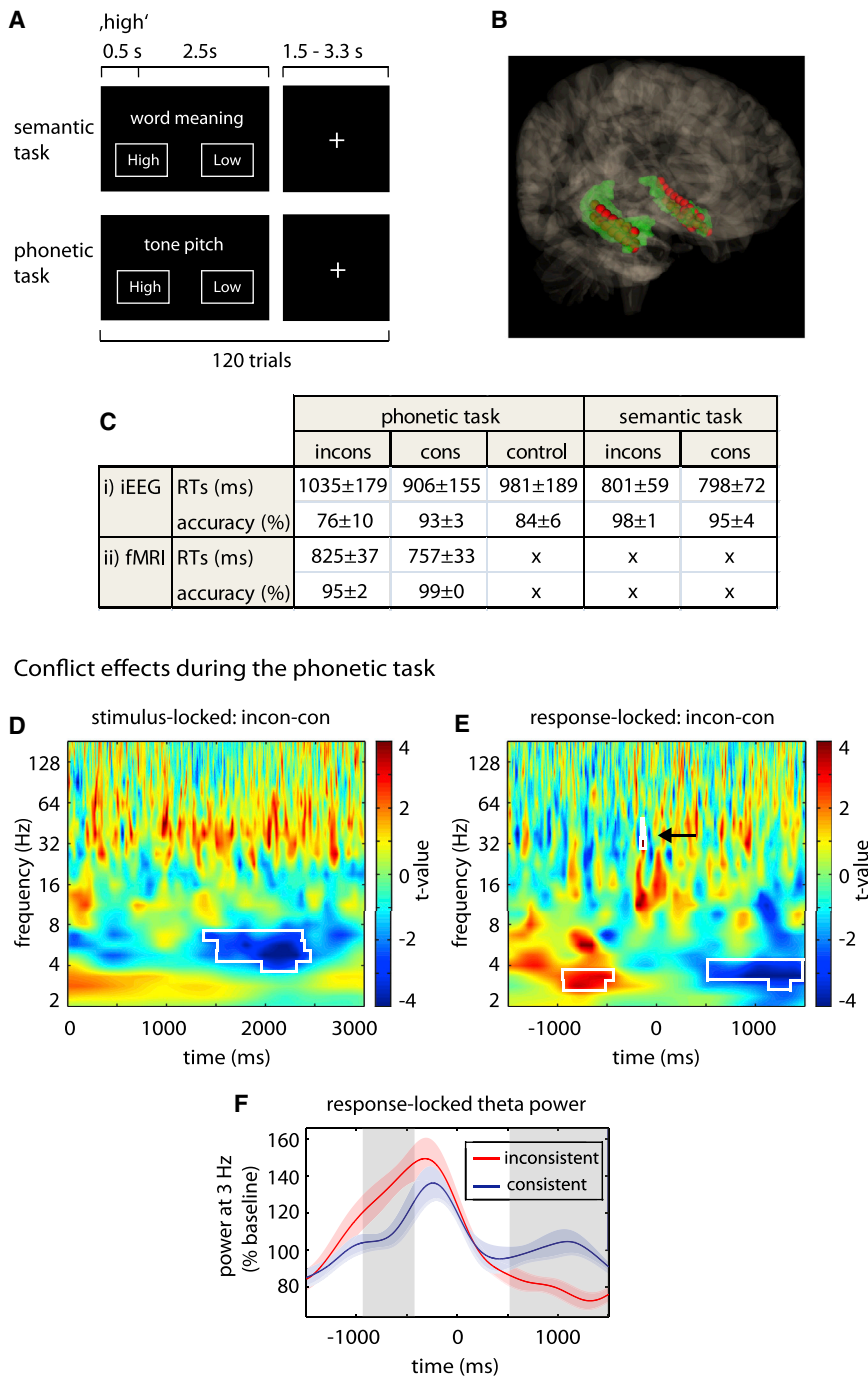 A
B
‚high‘
0.5 s 2.5s 1.5 - 3.3 s
semantic task
word meaning
High Low
+
phonetic task
tone pitch
High Low
+
120 trials
C
phonetic task semantic task
incons cons control incons cons
i) iEEG RTs (ms) 1035±179 906±155 981±189 801±59 798±72
accuracy (%) 76±10 93±3 84±6 98±1 95±4
ii) fMRI RTs (ms) 825±37 757±33 x x x
accuracy (%) 95±2 99±0 x x x
Conflict effects during the phonetic task
D stimulus-locked: incon-con
frequency (Hz)
128
64
32
16
8
4
2
0 1000 2000 3000
time (ms)
4
2
0
-2
-4
t-value
E response-locked: incon-con
frequency (Hz)
128
64
32
16
8
4
2
-1000 0 1000
time (ms)
4
2
0
-2
-4
t-value
F response-locked theta power
power at 3 Hz
(% baseline)
160
140
120
100
80
inconsistent
consistent
-1000 0 1000
time (ms)